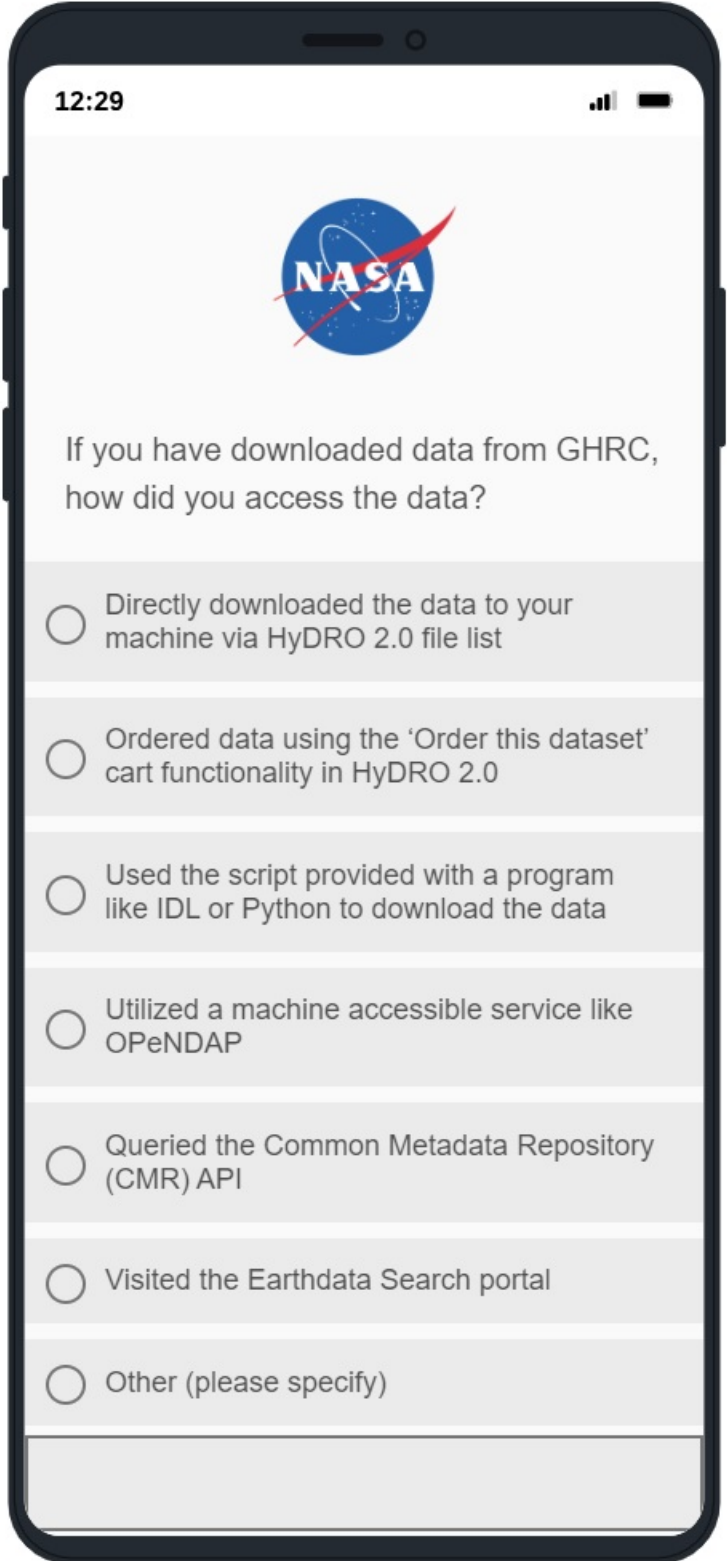 12:29
NASA
If you have downloaded data from GHRC,
how did you access the data?
Directly downloaded the data to your
machine via HyDRO 2.0 file list
Ordered data using the ‘Order this dataset’
cart functionality in HyDRO 2.0
Used the script provided with a program
like IDL or Python to download the data
Utilized a machine accessible service like
OPeNDAP
Queried the Common Metadata Repository
(CMR) API
Visited the Earthdata Search portal
Other (please specify)